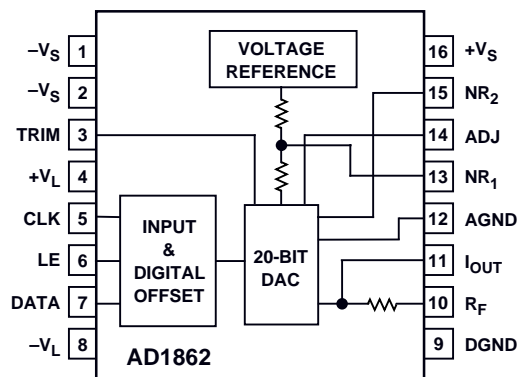 –VS 1
–VS 2
TRIM 3
+VL 4
CLK 5
LE 6
DATA 7
–VL 8
VOLTAGE
REFERENCE
INPUT
&
DIGITAL
OFFSET
20-BIT
DAC
AD1862
16 +VS
15 NR2
14 ADJ
13 NR1
12 AGND
11 IOUT
10 RF
9 DGND